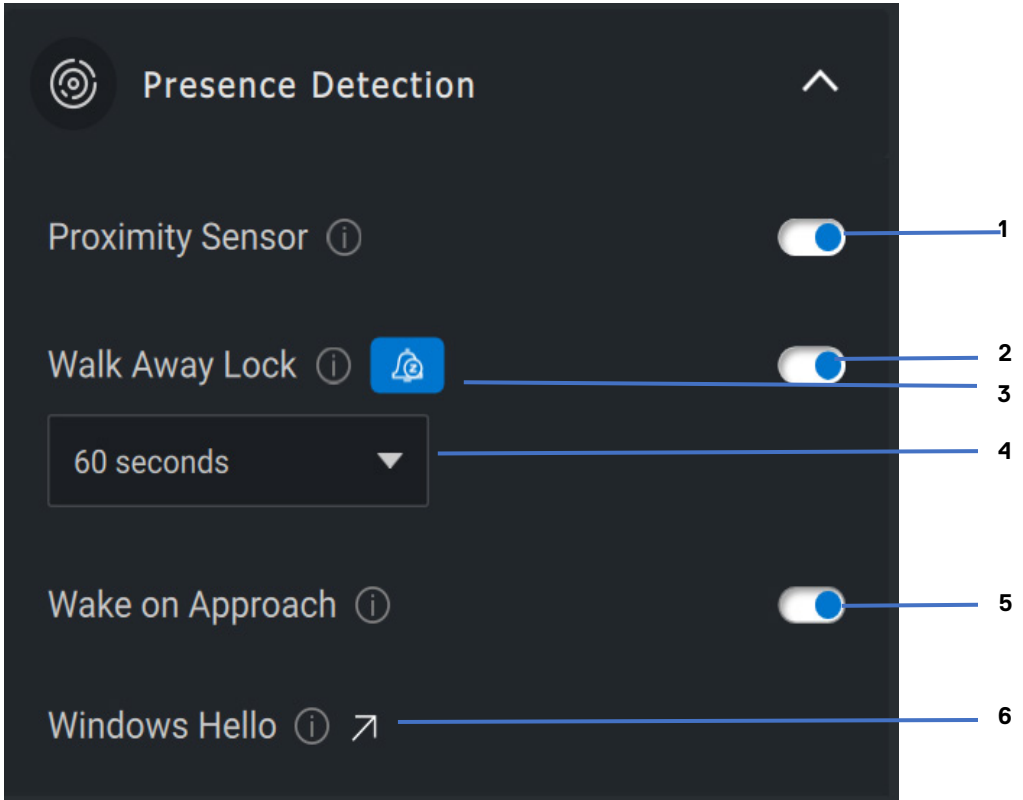 Presence Detection
Proximity Sensor
1
Walk Away Lock
2
3
60 seconds
4
Wake on Approach
5
Windows Hello
6